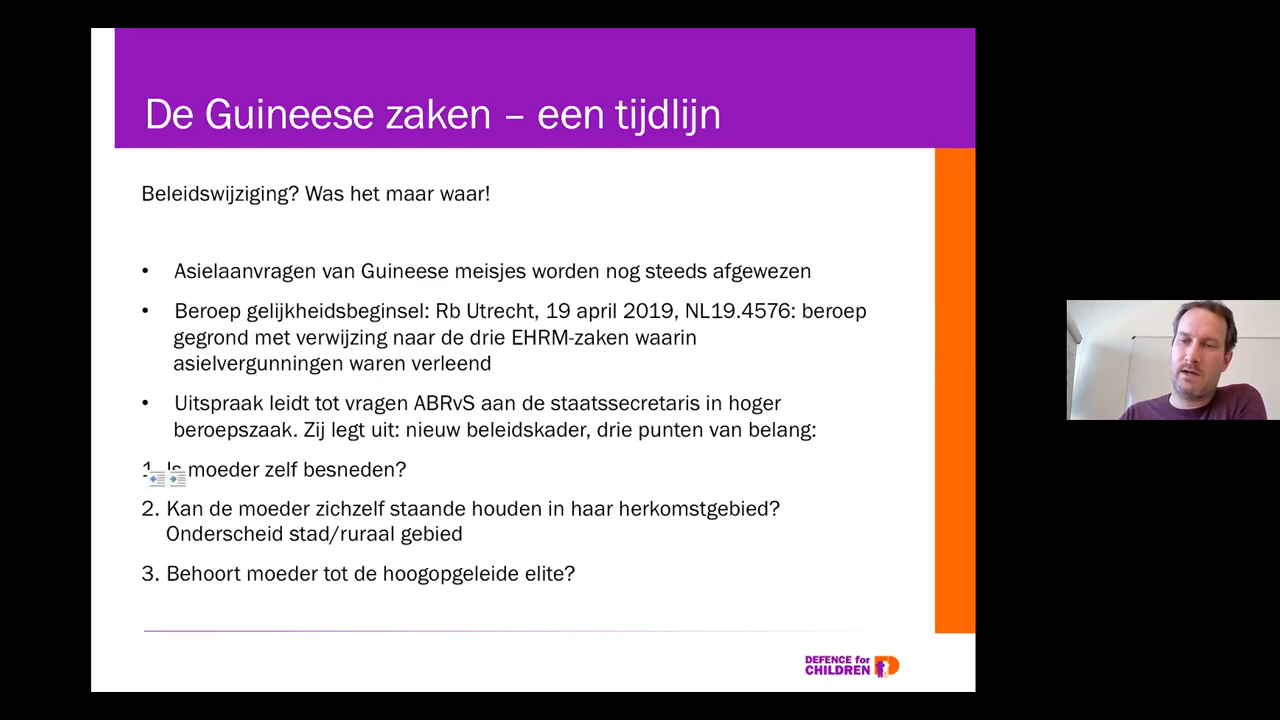 De Guineese zaken – een tijdlijn
Beleidswijziging? Was het maar waar!
• Asielaanvragen van Guineese meisjes worden nog steeds afgewezen
• Beroep gelijkheidsbeginsel: Rb Utrecht, 19 april 2019, NL19.4576: beroep
gegrond met verwijzing naar de drie EHRM-zaken waarin
asielvergunningen waren verleend
• Uitspraak leidt tot vragen ABRvS aan de staatssecretaris in hoger
beroepszaak. Zij legt uit: nieuw beleidskader, drie punten van belang:
1. Is moeder zelf besneden?
2. Kan de moeder zichzelf staande houden in haar herkomstgebied?
Onderscheid stad/ruraal gebied
3. Behoort moeder tot de hoogopgeleide elite?
DEFENCE for
CHILDREN